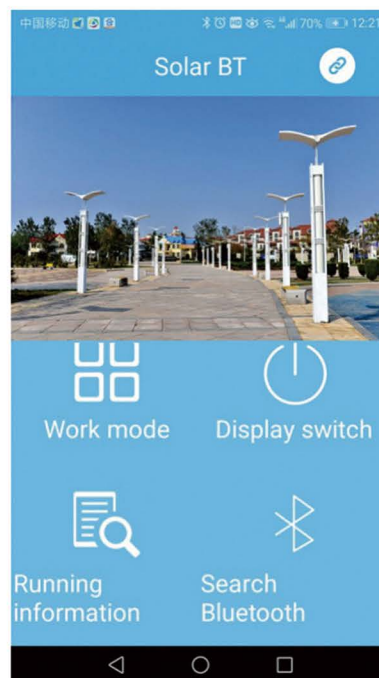 中国移动
70% 12:21
Solar BT
Work mode
Display switch
Running
information
Search
Bluetooth